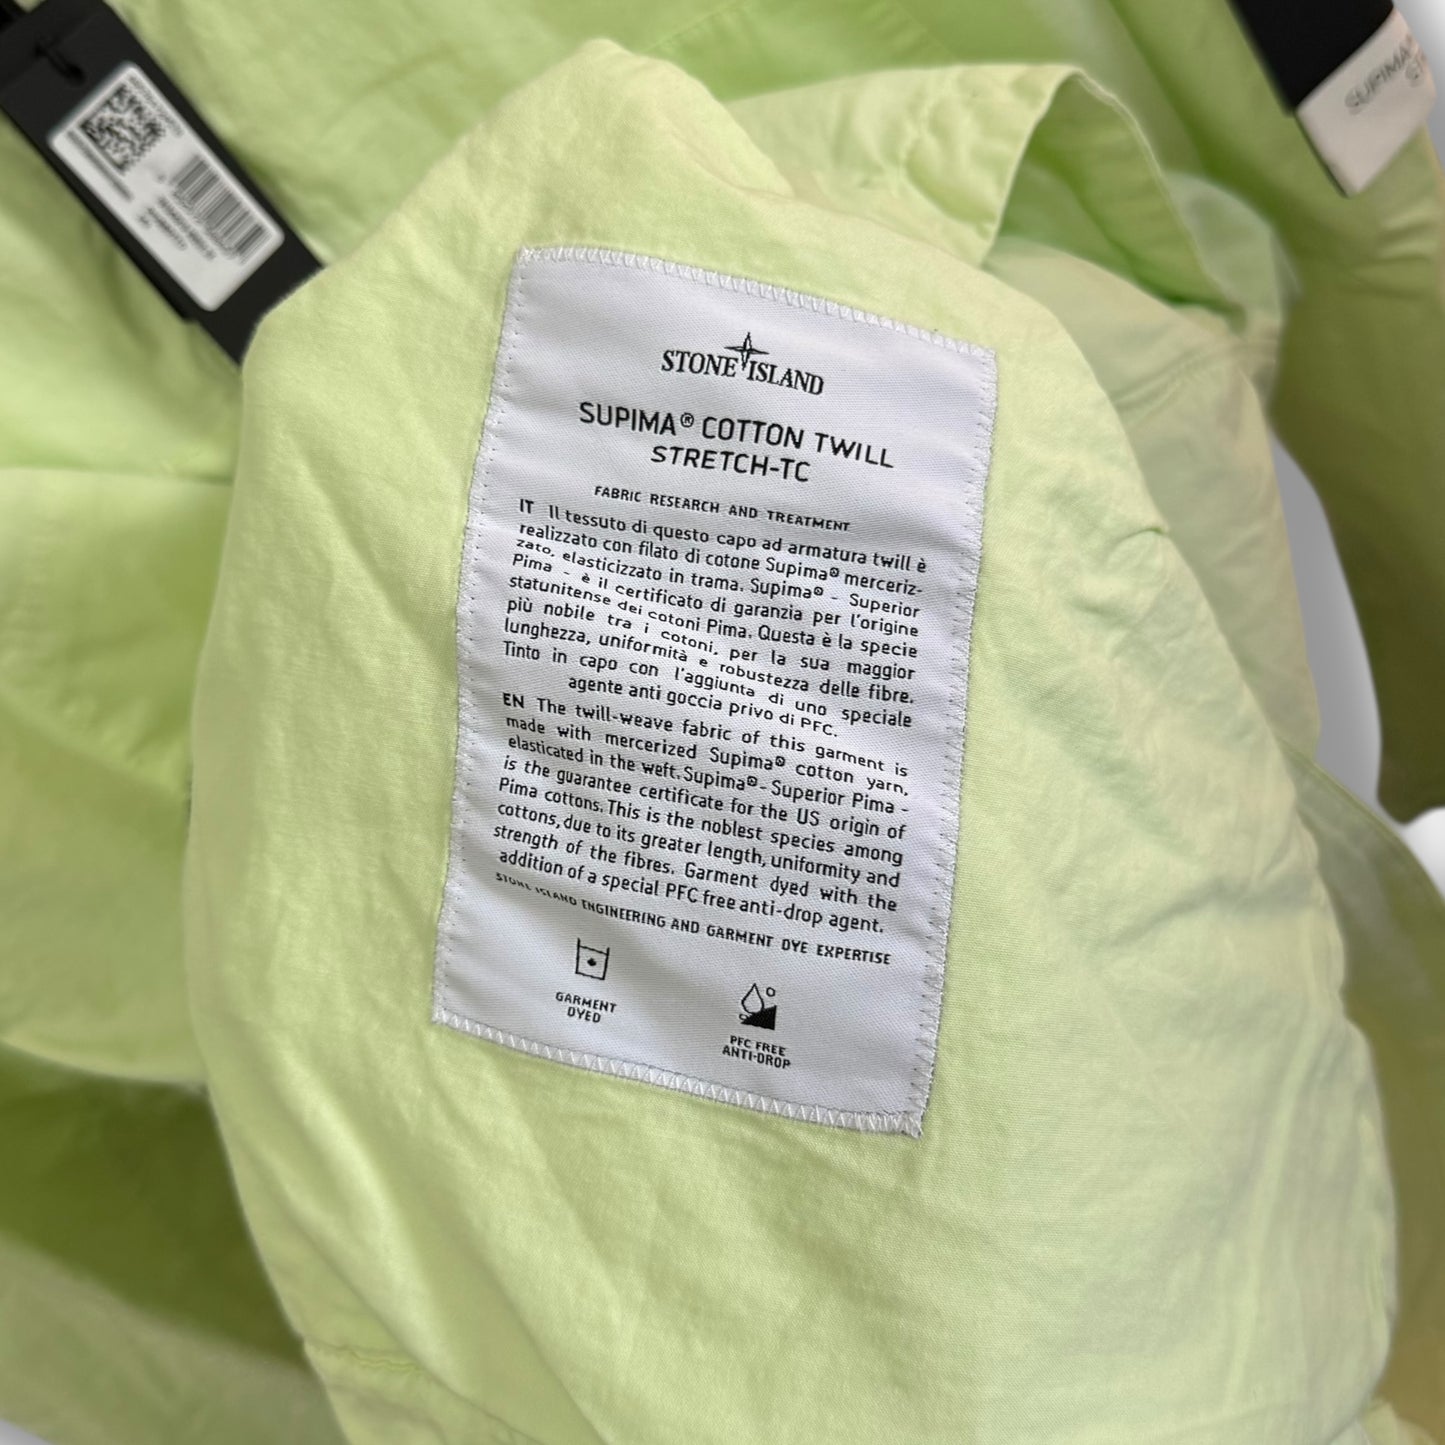 STONE ISLAND
SUPIMA® COTTON TWILL
STRETCH-TC
FABRIC RESEARCH AND TREATMENT
IT Il tessuto di questo capo ad armatura twill è
realizzato con filato di cotone Supima® merceriz-
zato, elasticizzato in trama. Supima® - Superior
Pima - è il certificato di garanzia per l'origine
statunitense dei cotoni Pima. Questa è la specie
più nobile tra i cotoni, per la sua maggior
lunghezza, uniformità e robustezza delle fibre.
Tinto in capo con l'aggiunta di uno speciale
agente anti goccia privo di PFC.
EN The twill-weave fabric of this garment is
made with mercerized Supima® cotton yarn,
elasticated in the weft. Supima® - Superior Pima -
is the guarantee certificate for the US origin of
Pima cottons. This is the noblest species among
cottons, due to its greater length, uniformity and
strength of the fibres. Garment dyed with the
addition of a special PFC free anti-drop agent.
STONE ISLAND ENGINEERING AND GARMENT DYE EXPERTISE
GARMENT
DYED
PFC FREE
ANTI-DROP
SUPIMA